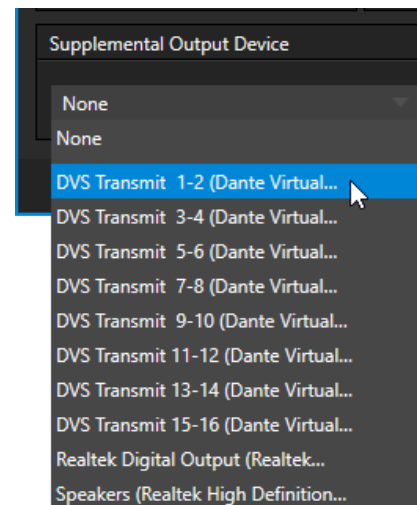 Supplemental Output Device
None
None
DVS Transmit  1-2 (Dante Virtual...
DVS Transmit  3-4 (Dante Virtual...
DVS Transmit  5-6 (Dante Virtual...
DVS Transmit  7-8 (Dante Virtual...
DVS Transmit  9-10 (Dante Virtual...
DVS Transmit 11-12 (Dante Virtual...
DVS Transmit 13-14 (Dante Virtual...
DVS Transmit 15-16 (Dante Virtual...
Realtek Digital Output (Realtek...
Speakers (Realtek High Definition...